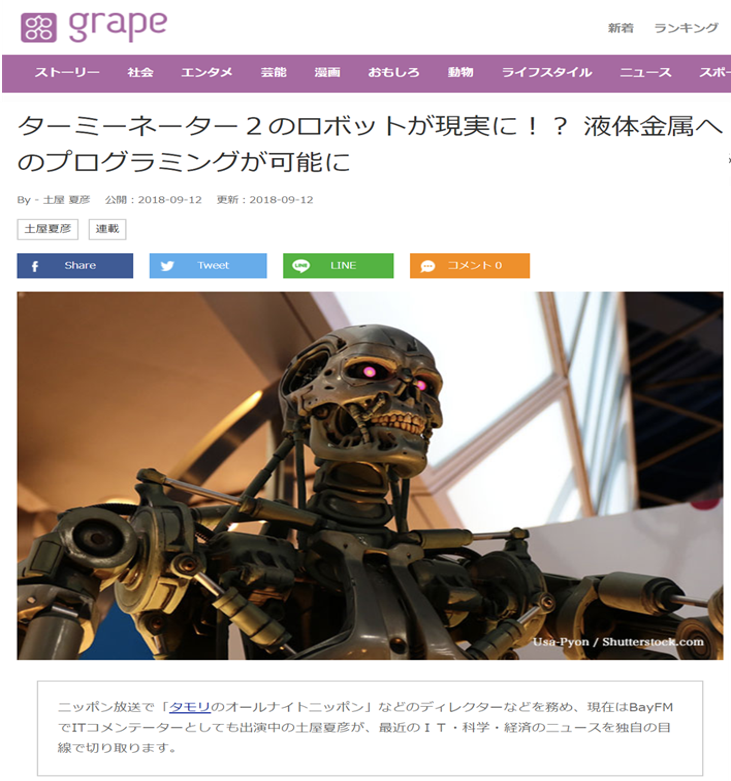 grape
新着 ランキング
ストーリー 社会 エンタメ 芸能 漫画 おもしろ 動物 ライフスタイル ニュース スポー
ターミーネーター２のロボットが現実に！？ 液体金属へ
のプログラミングが可能に
By - 土屋 夏彦 公開：2018-09-12 更新：2018-09-12
土屋夏彦 連載
f Share Tweet LINE LINE コメント 0
Usa-Pyon / Shutterstock.com
ニッポン放送で「タモリのオールナイトニッポン」などのディレクターなどを務め、現在はBayFM
でITコメンテーターとしても出演中の土屋夏彦が、最近のＩＴ・科学・経済のニュースを独自の目
線で切り取ります。